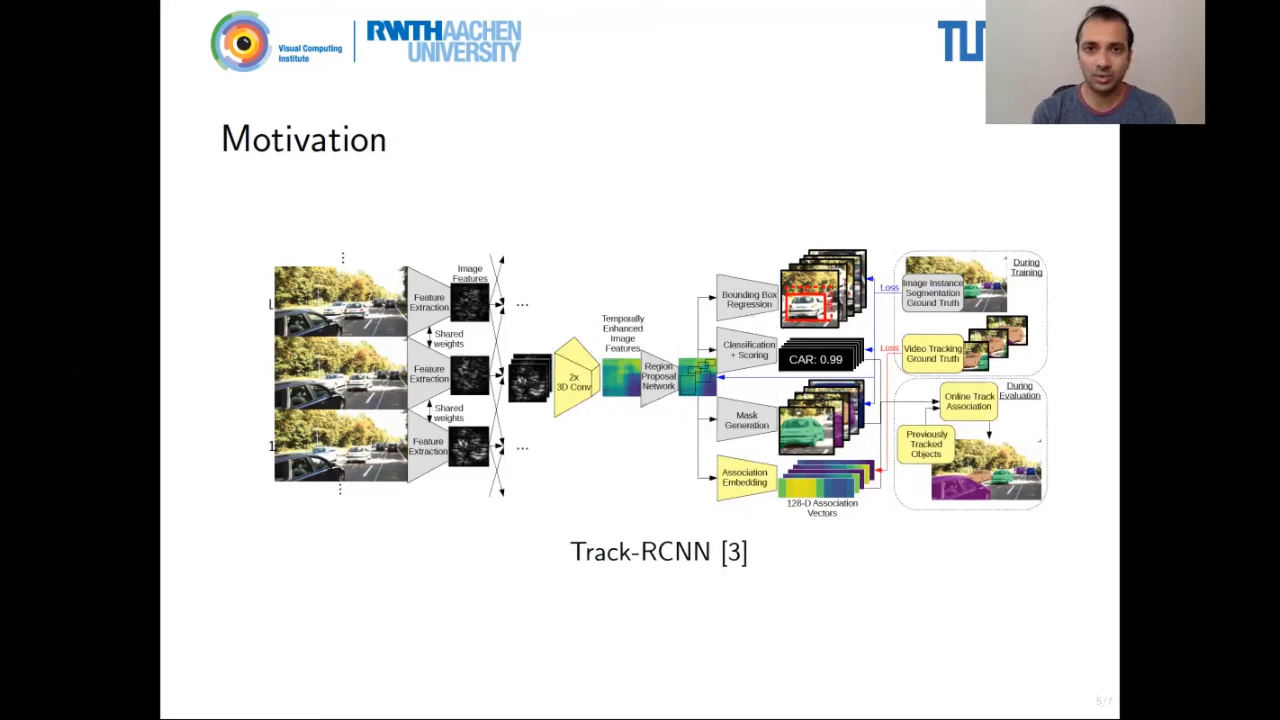 Visual Computing
Institute
RWTHAACHEN
UNIVERSITY
Motivation
Image
Features
Feature
Extraction
Shared
weights
Feature
Extraction
Shared
weights
Feature
Extraction
...
...
2x
3D Conv
Temporally
Enhanced
Image
Features
Region
Proposal
Network
Bounding Box
Regression
Classification
+ Scoring
CAR: 0.99
Mask
Generation
Association
Embedding
128-D Association
Vectors
Loss
Loss
During
Training
Image Instance
Segmentation
Ground Truth
Video Tracking
Ground Truth
During
Evaluation
Online Track
Association
Previously
Tracked
Objects
Track-RCNN [3]
5/7